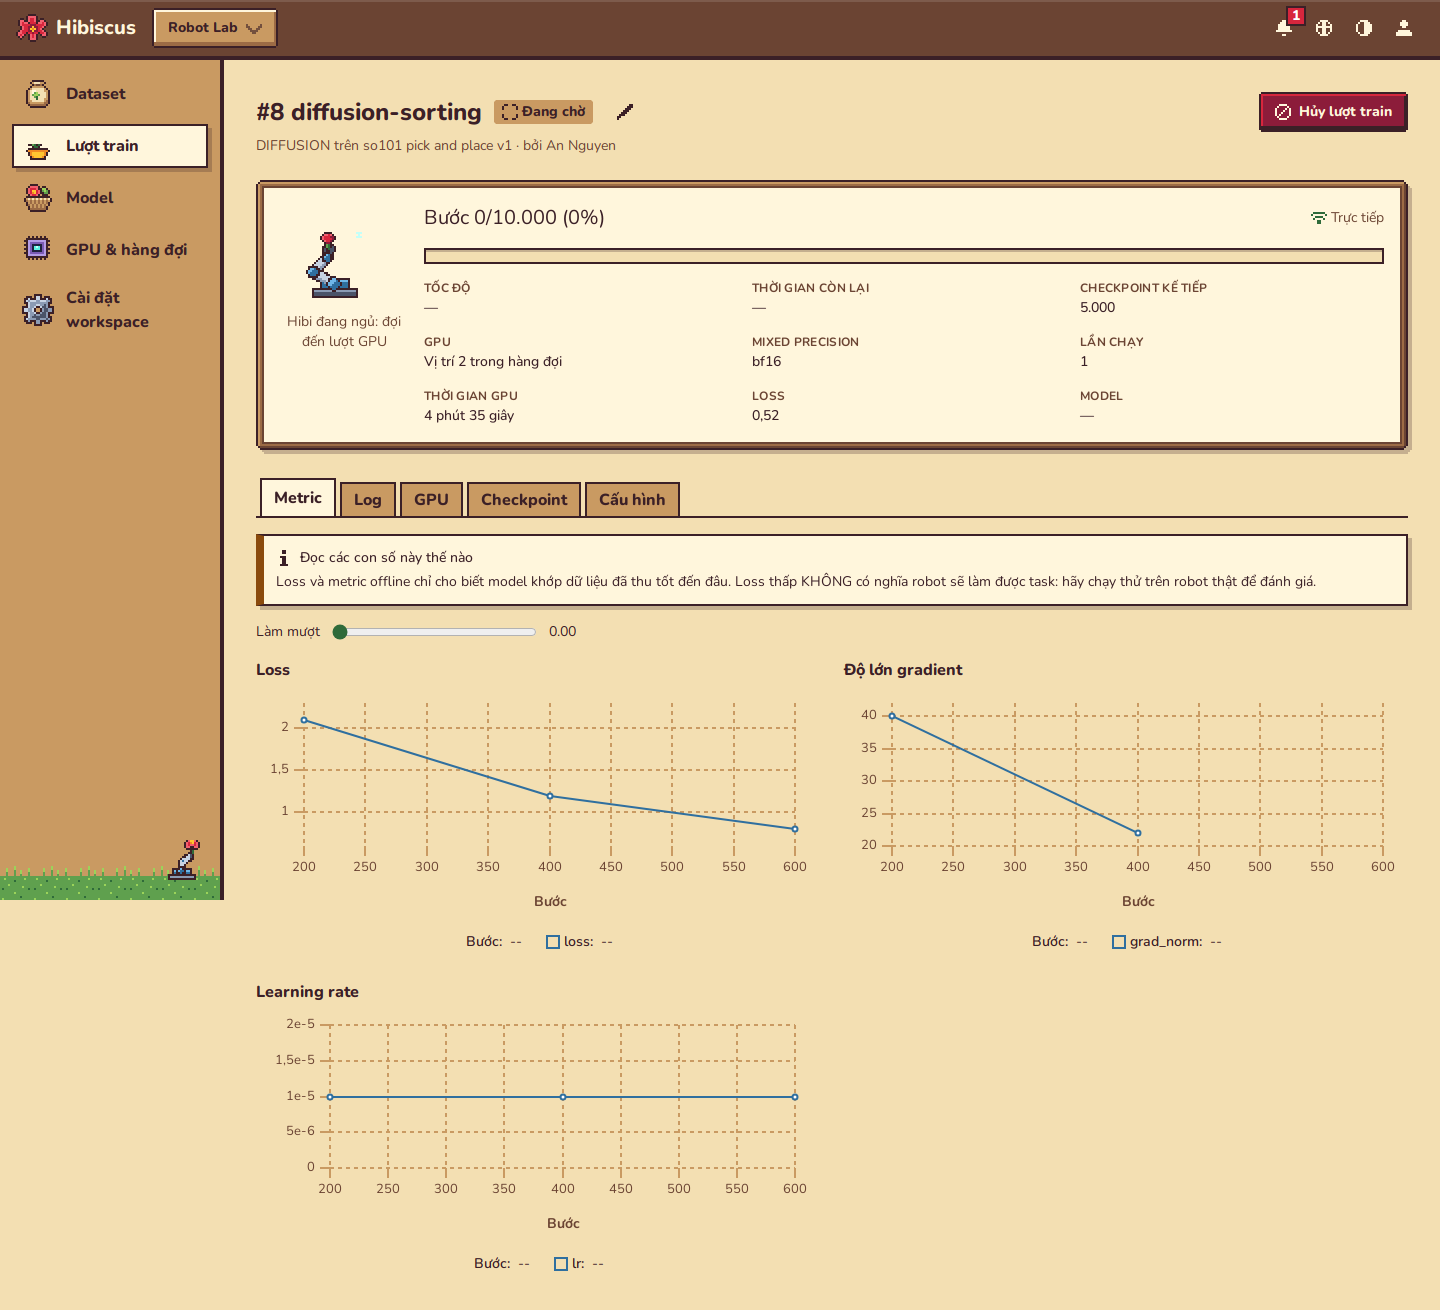 Hibiscus
Robot Lab
1
Dataset
Lượt train
Model
GPU & hàng đợi
Cài đặt
workspace
#8 diffusion-sorting
Đang chờ
Hủy lượt train
DIFFUSION trên so101 pick and place v1 · bởi An Nguyen
Bước 0/10.000 (0%)
Trực tiếp
Hibi đang ngủ: đợi
đến lượt GPU
TỐC ĐỘ
—
THỜI GIAN CÒN LẠI
—
CHECKPOINT KẾ TIẾP
5.000
GPU
Vị trí 2 trong hàng đợi
MIXED PRECISION
bf16
LẦN CHẠY
1
THỜI GIAN GPU
4 phút 35 giây
LOSS
0,52
MODEL
—
Metric
Log
GPU
Checkpoint
Cấu hình
Đọc các con số này thế nào
Loss và metric offline chỉ cho biết model khớp dữ liệu đã thu tốt đến đâu. Loss thấp KHÔNG có nghĩa robot sẽ làm được task: hãy chạy thử trên robot thật để đánh giá.
Làm mượt
0.00
Loss
2
1,5
1
200 250 300 350 400 450 500 550 600
Bước
Bước: -- loss: --
Độ lớn gradient
40
35
30
25
20
200 250 300 350 400 450 500 550 600
Bước
Bước: -- grad_norm: --
Learning rate
2e-5
1,5e-5
1e-5
5e-6
0
200 250 300 350 400 450 500 550 600
Bước
Bước: -- lr: --